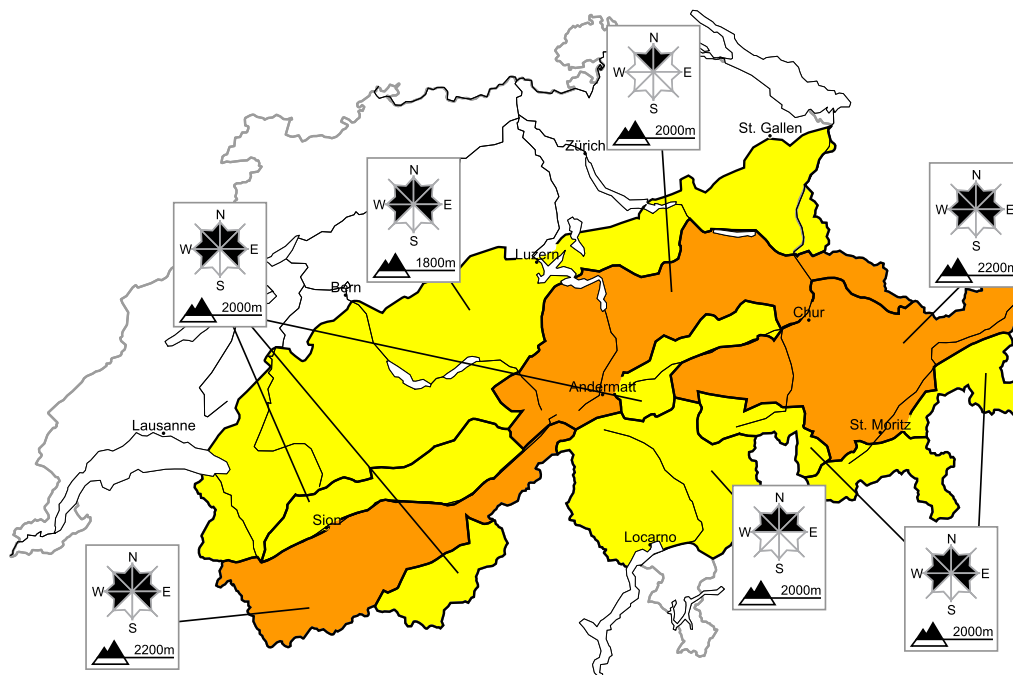 N
W E
S
2000m
St. Gallen
Zürich
N
W E
S
1800m
N
W E
S
2200m
N
W E
S
2000m
Luzern
Bern
Chur
Andermatt
Lausanne
St. Moritz
Sion
Locarno
N
W E
S
2000m
N
W E
S
2200m
N
W E
S
2000m